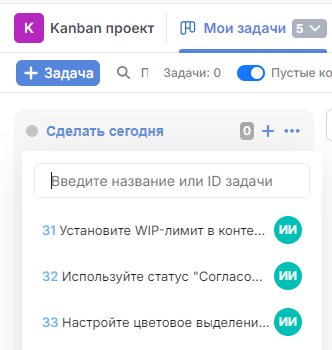 K Kanban проект Мои задачи 5
+ Задача П Задачи: 0 Пустые ко
Сделать сегодня 0
Введите название или ID задачи
31 Установите WIP-лимит в конте... ИИ
32 Используйте статус "Согласо... ИИ
33 Настройте цветовое выделени... ИИ